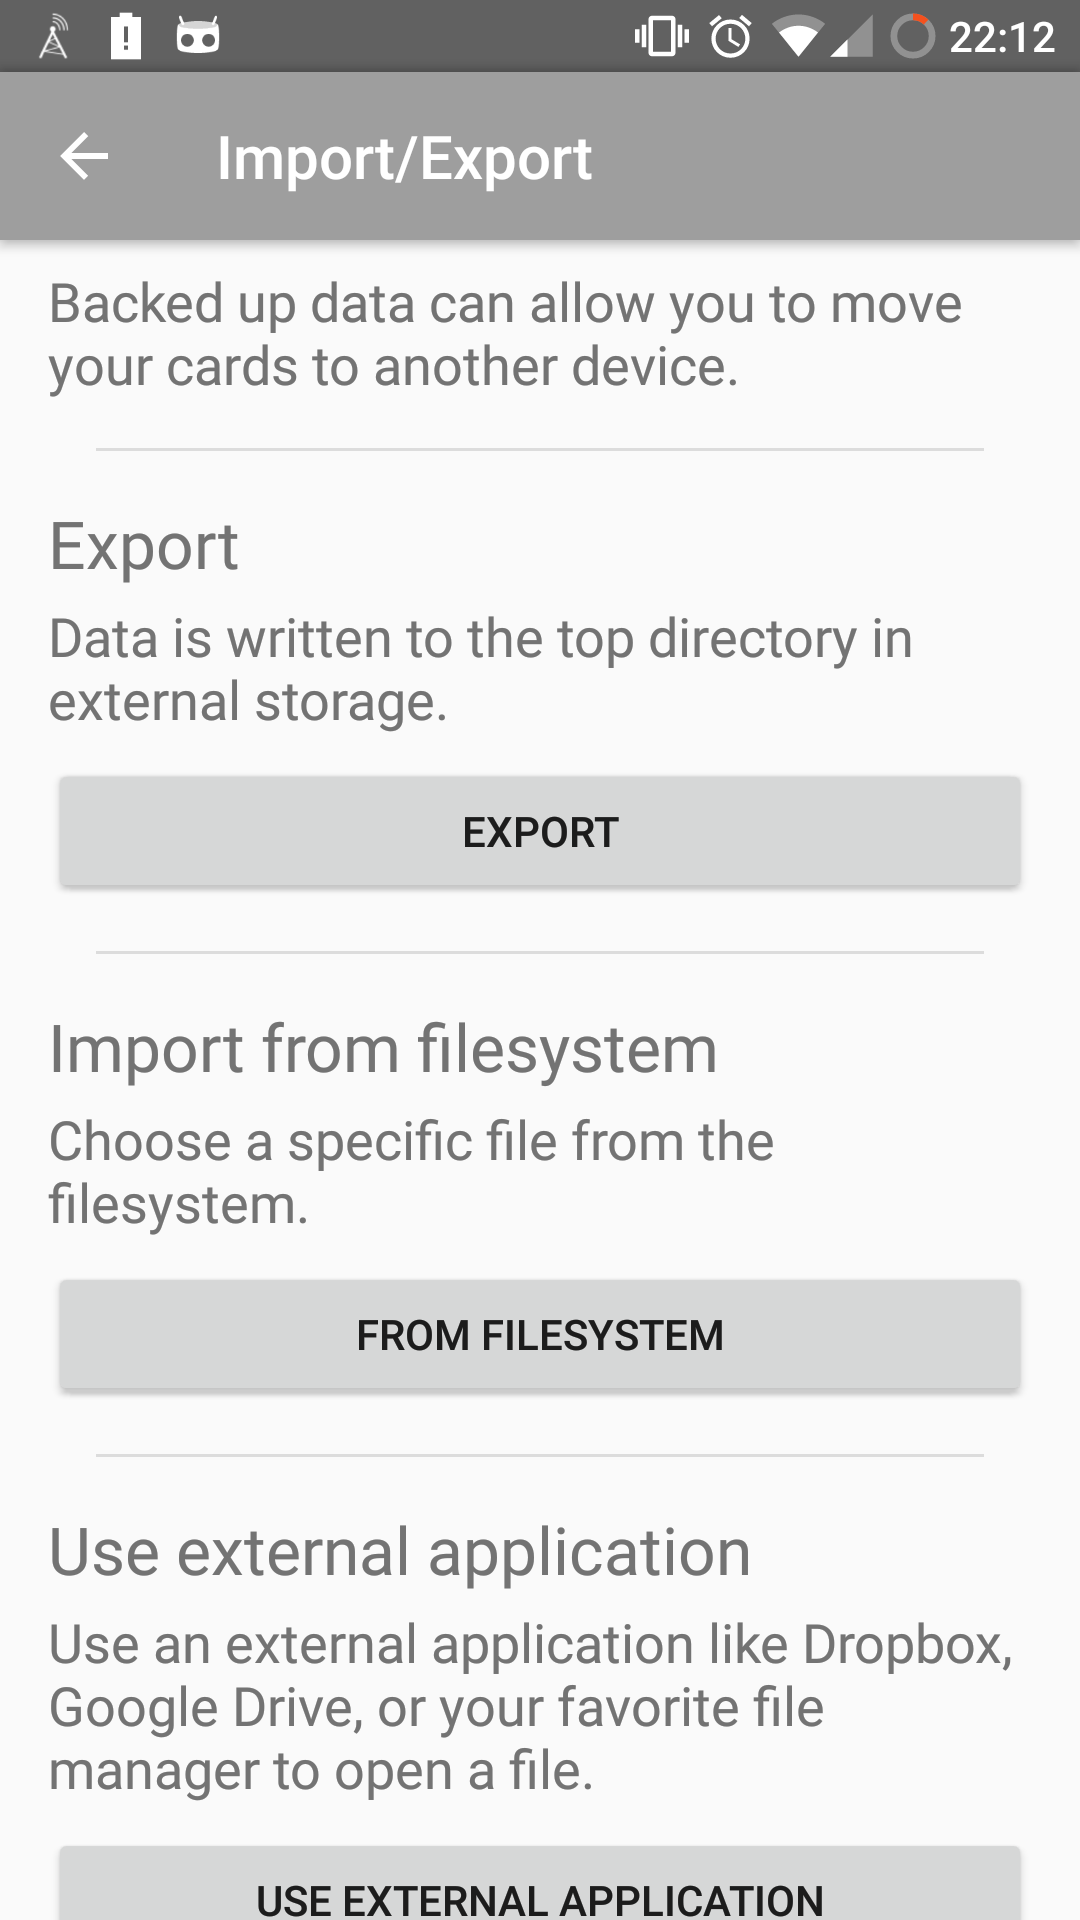 22:12
Import/Export
Backed up data can allow you to move
your cards to another device.
Export
Data is written to the top directory in
external storage.
EXPORT
Import from filesystem
Choose a specific file from the
filesystem.
FROM FILESYSTEM
Use external application
Use an external application like Dropbox,
Google Drive, or your favorite file
manager to open a file.
USE EXTERNAL APPLICATION